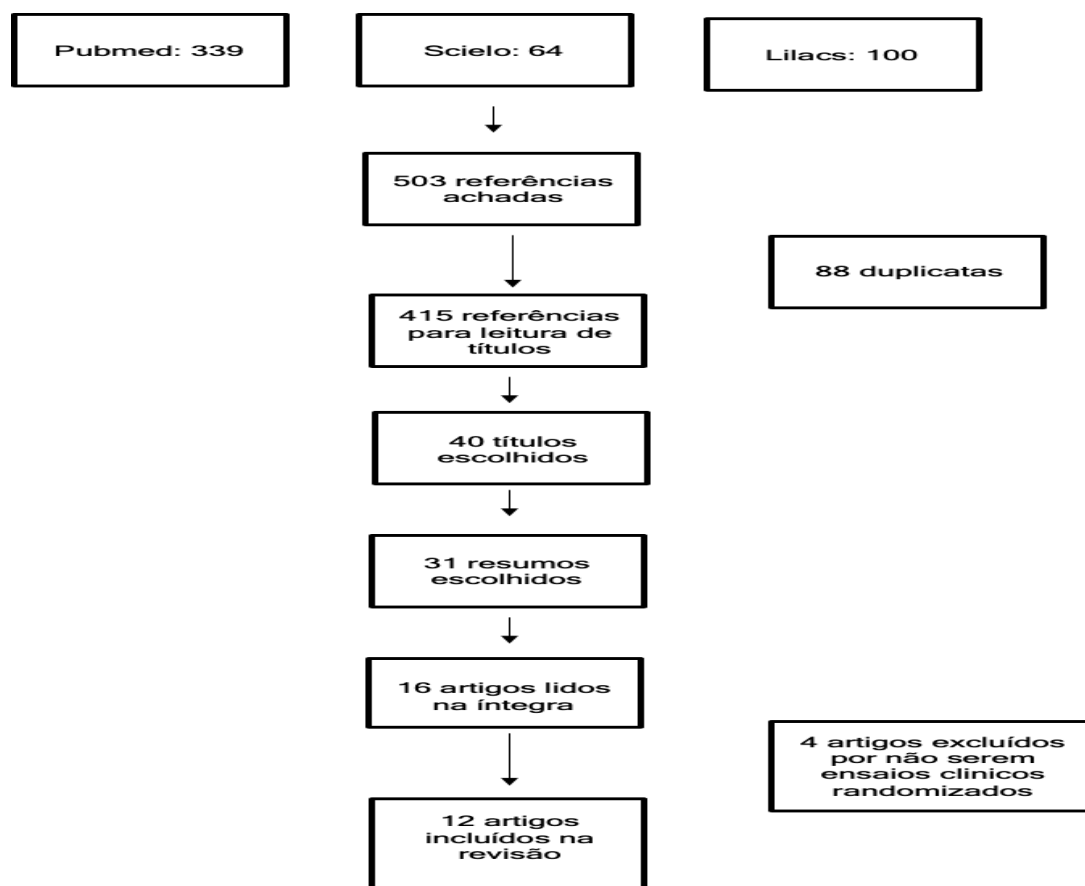 Pubmed: 339
Scielo: 64
Lilacs: 100
503 referências
achadas
88 duplicatas
415 referências
para leitura de
títulos
40 títulos
escolhidos
31 resumos
escolhidos
16 artigos lidos
na íntegra
4 artigos excluídos
por não serem
ensaios clinicos
randomizados
12 artigos
incluídos na
revisão